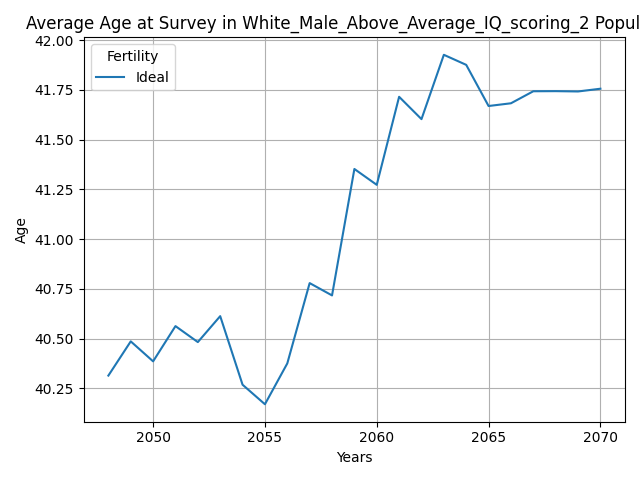 Average Age at Survey in White_Male_Above_Average_IQ_scoring_2 Popul
Fertility
Ideal
42.00
41.75
41.50
41.25
41.00
40.75
40.50
40.25
Age
2050 2055 2060 2065 2070
Years